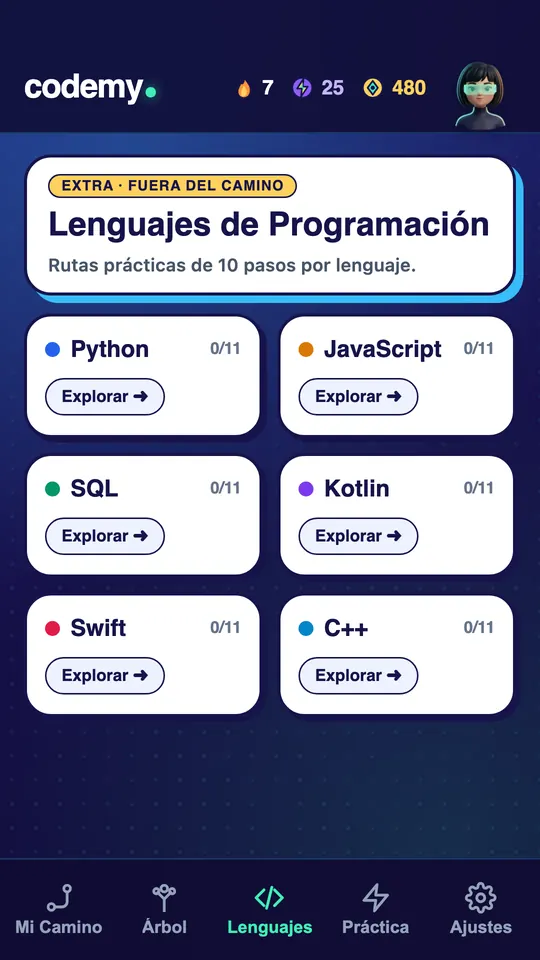 codemy.
7
25
480
EXTRA · FUERA DEL CAMINO
Lenguajes de Programación
Rutas prácticas de 10 pasos por lenguaje.
Python 0/11
Explorar ➜
JavaScript 0/11
Explorar ➜
SQL 0/11
Explorar ➜
Kotlin 0/11
Explorar ➜
Swift 0/11
Explorar ➜
C++ 0/11
Explorar ➜
Mi Camino
Árbol
Lenguajes
Práctica
Ajustes